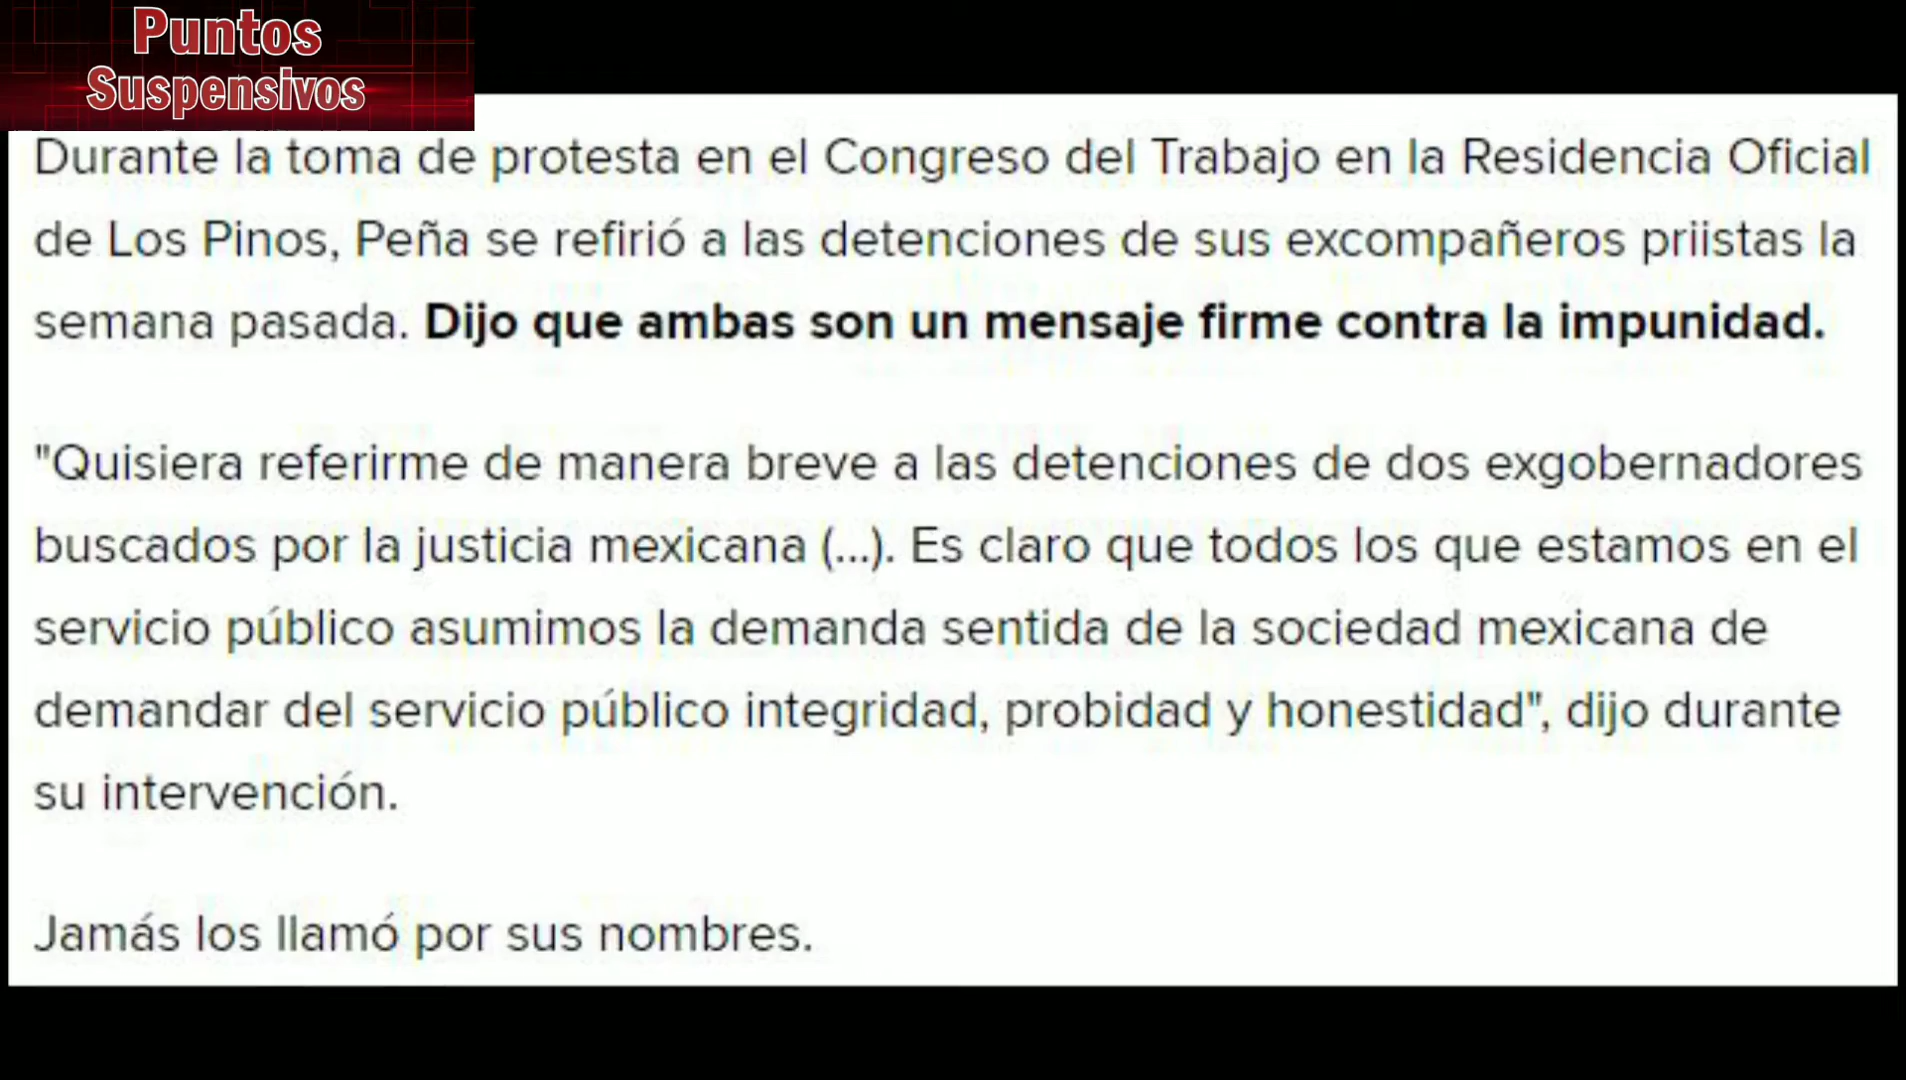 Puntos
Suspensivos
Durante la toma de protesta en el Congreso del Trabajo en la Residencia Oficial
de Los Pinos, Peña se refirió a las detenciones de sus excompañeros priistas la
semana pasada. Dijo que ambas son un mensaje firme contra la impunidad.
"Quisiera referirme de manera breve a las detenciones de dos exgobernadores
buscados por la justicia mexicana (...). Es claro que todos los que estamos en el
servicio público asumimos la demanda sentida de la sociedad mexicana de
demandar del servicio público integridad, probidad y honestidad", dijo durante
su intervención.
Jamás los llamó por sus nombres.